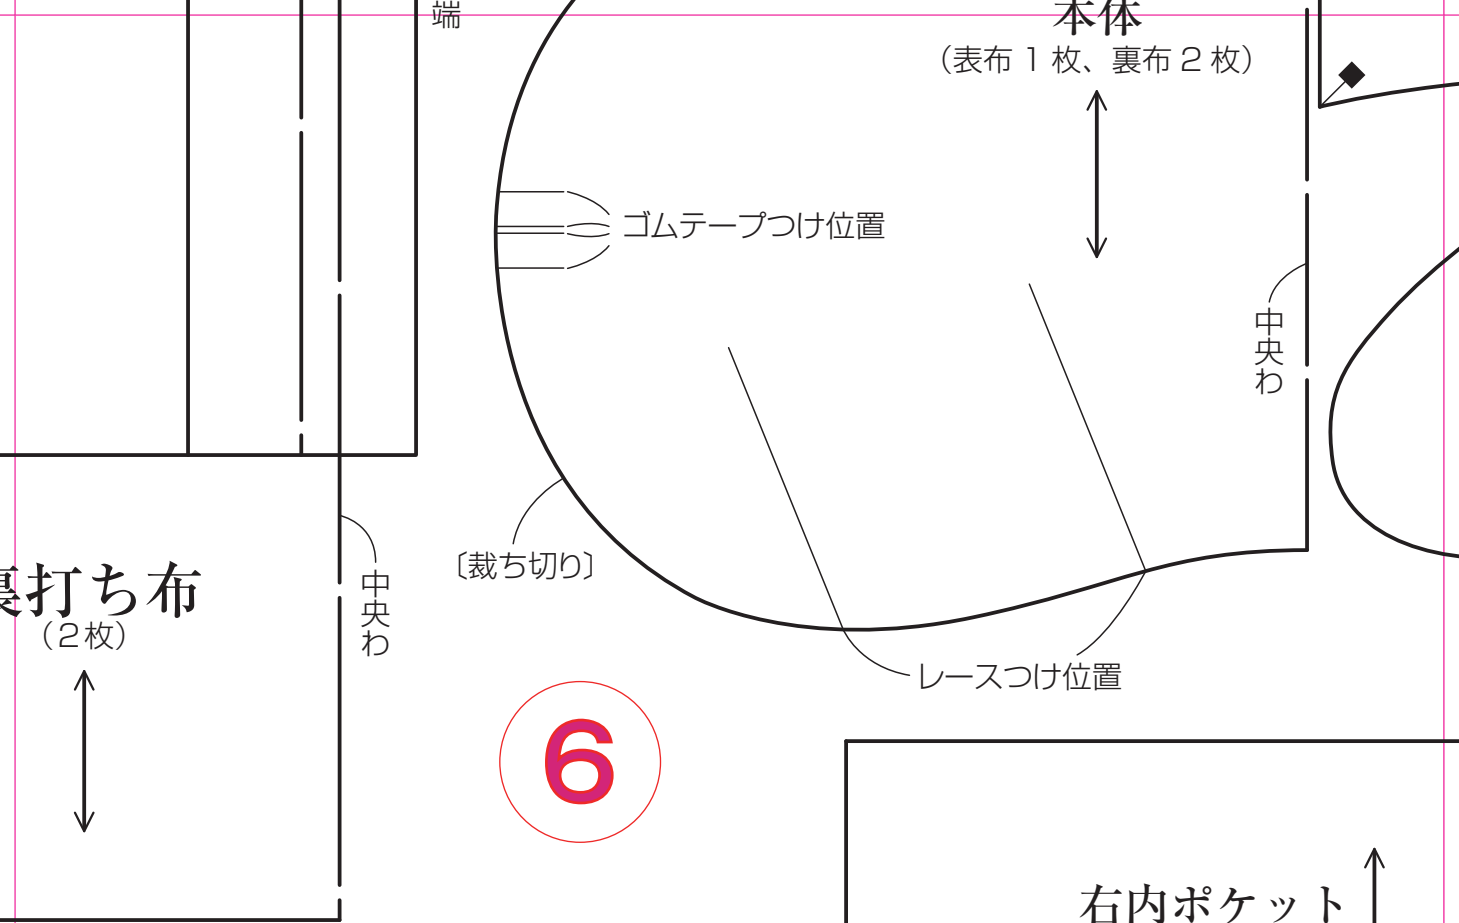 端
本体
（表布１枚、裏布２枚）
ゴムテープつけ位置
中央わ
〔裁ち切り〕
裏打ち布
（２枚）
中央わ
レースつけ位置
6
右内ポケット